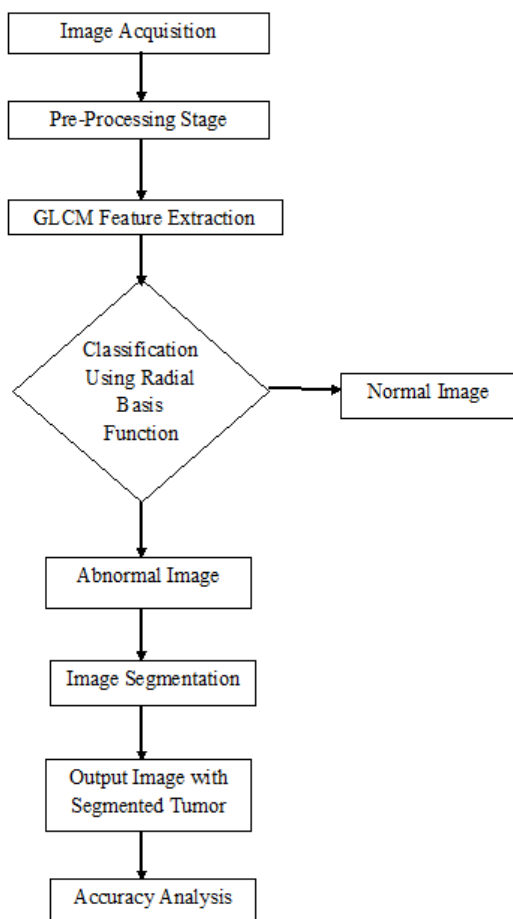 Image Acquisition
Pre-Processing Stage
GLCM Feature Extraction
Classification
Using Radial
Basis
Function
Normal Image
Abnormal Image
Image Segmentation
Output Image with
Segmented Tumor
Accuracy Analysis